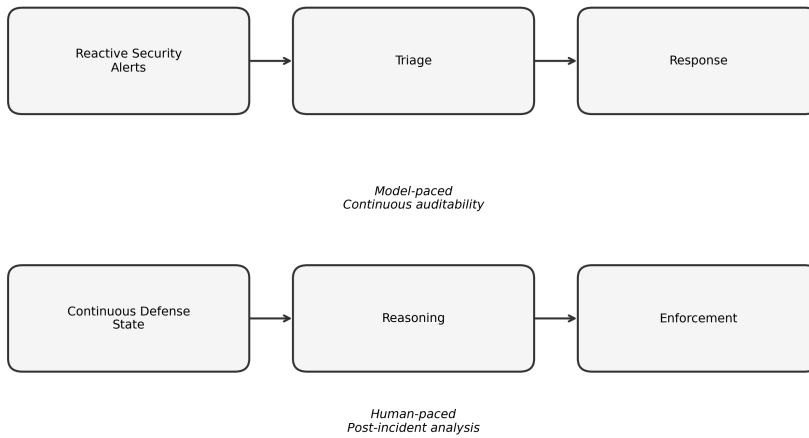 Reactive Security
Alerts
Triage
Response
Model-paced
Continuous auditability
Continuous Defense
State
Reasoning
Enforcement
Human-paced
Post-incident analysis